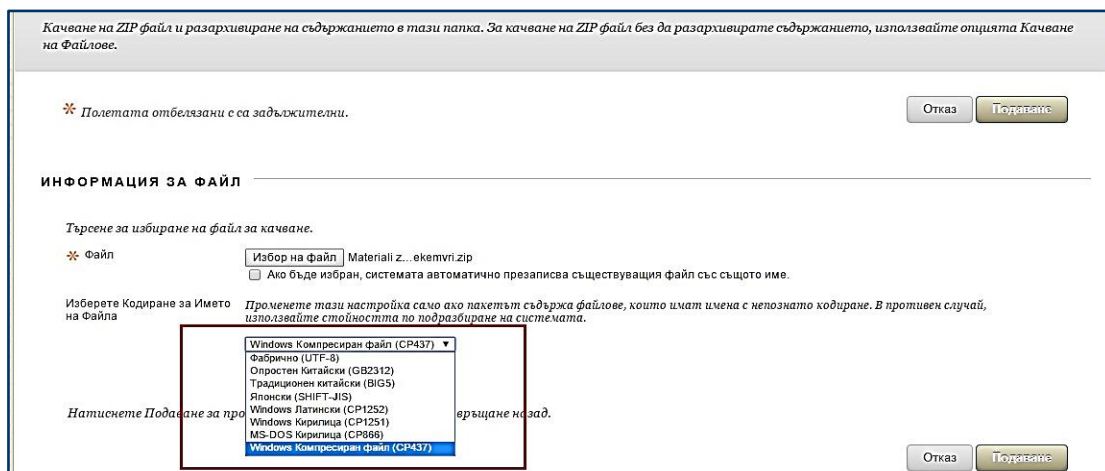 Качване на ZIP файл и разархивиране на съдържанието в тази папка. За качване на ZIP файл без да разархивирате съдържанието, използвайте опцията Качване
на Файлове.
* Полетата отбелязани с са задължителни.
Отказ Подаване
ИНФОРМАЦИЯ ЗА ФАЙЛ
Търсене за избиране на файл за качване.
* Файл
Избор на файл Materiali z...ekemvri.zip
Ако бъде избран, системата автоматично презаписва съществуващия файл със същото име.
Изберете Кодиране за Името
на Файла
Променете тази настройка само ако пакетът съдържа файлове, които имат имена с непознато кодиране. В противен случай,
използвайте стойността по подразбиране на системата.
Windows Компресиран файл (CP437)
Фабрично (UTF-8)
Опростен Китайски (GB2312)
Традиционен китайски (BIG5)
Японски (SHIFT-JIS)
Windows Латински (CP1252)
Windows Кирилица (CP1251)
MS-DOS Кирилица (CP866)
Windows Компресиран файл (CP437)
Натиснете Подаване за про връщане назад.
Отказ Подаване